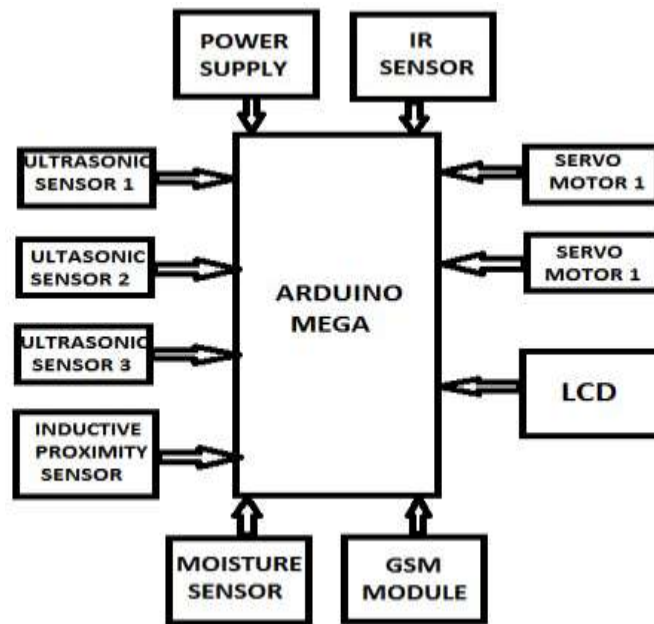 POWER
SUPPLY
IR
SENSOR
ULTRASONIC
SENSOR 1
ULTASONIC
SENSOR 2
ULTRASONIC
SENSOR 3
INDUCTIVE
PROXIMITY
SENSOR
ARDUINO
MEGA
SERVO
MOTOR 1
SERVO
MOTOR 1
LCD
MOISTURE
SENSOR
GSM
MODULE